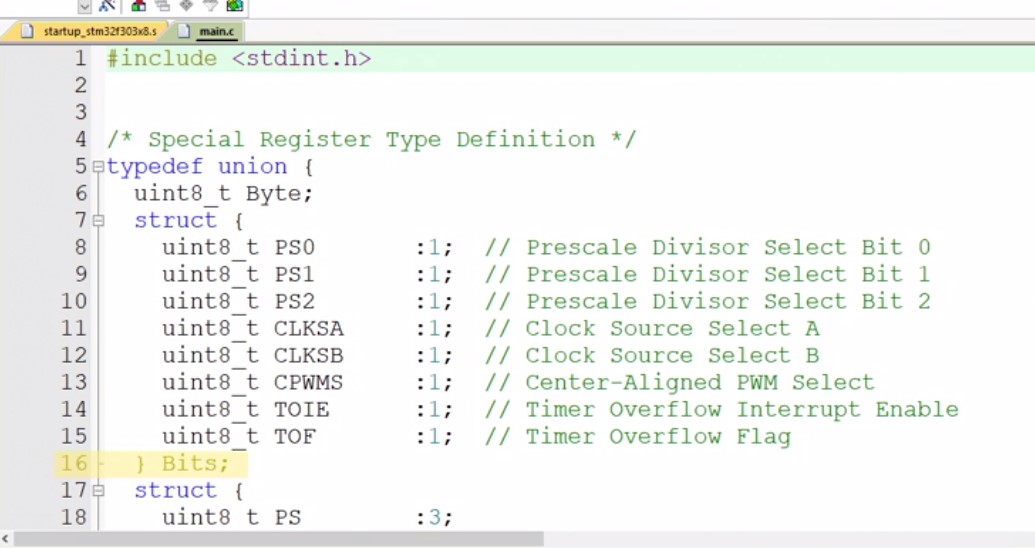 startup_stm32f303x8.s main.c
1 #include <stdint.h>
2
3
4 /* Special Register Type Definition */
5 typedef union {
6 uint8_t Byte;
7 struct {
8 uint8_t PS0 :1; // Prescale Divisor Select Bit 0
9 uint8_t PS1 :1; // Prescale Divisor Select Bit 1
10 uint8_t PS2 :1; // Prescale Divisor Select Bit 2
11 uint8_t CLKSA :1; // Clock Source Select A
12 uint8_t CLKSB :1; // Clock Source Select B
13 uint8_t CPWMS :1; // Center-Aligned PWM Select
14 uint8_t TOIE :1; // Timer Overflow Interrupt Enable
15 uint8_t TOF :1; // Timer Overflow Flag
16 } Bits;
17 struct {
18 uint8_t PS :3;